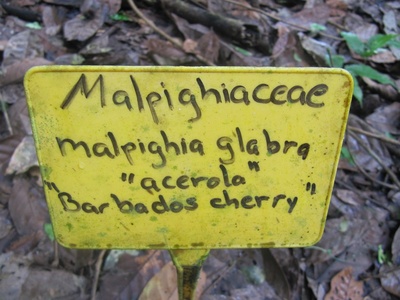 Malpighiaceae
malpighia glabra
"acerola"
"Barbados cherry"